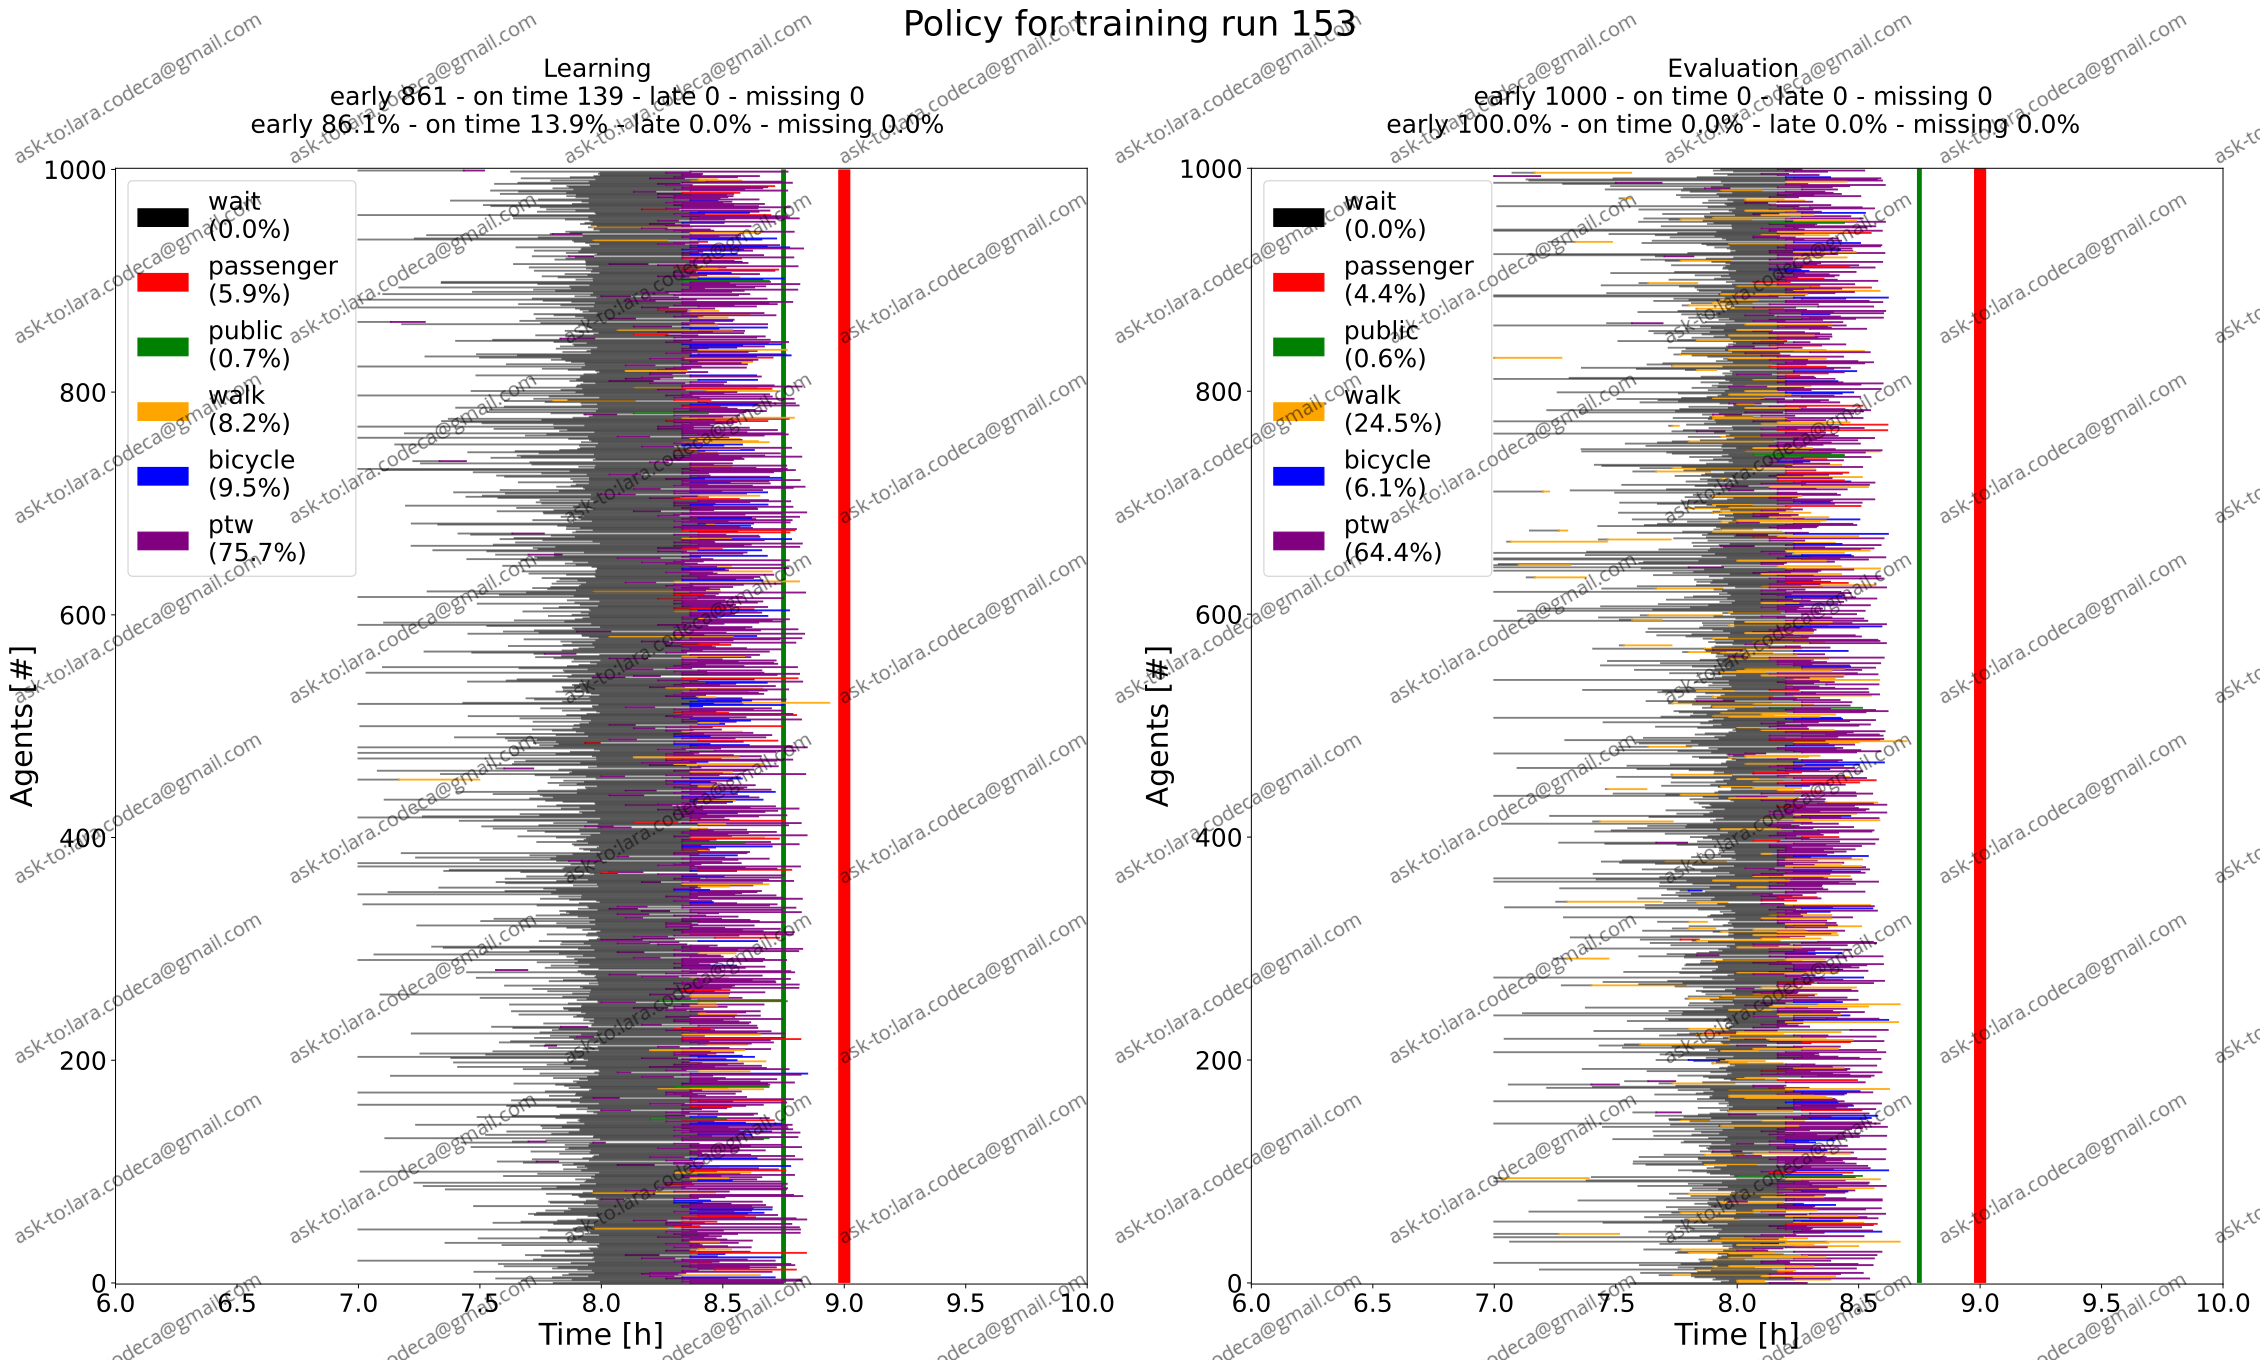 Policy for training run 153
Learning
early 861 - on time 139 - late 0 - missing 0
early 86.1% - on time 13.9% - late 0.0% - missing 0.0%
1000
800
600
400
200
0
Agents [#]
wait
(0.0%)
passenger
(5.9%)
public
(0.7%)
walk
(8.2%)
bicycle
(9.5%)
ptw
(75.7%)
6.0 6.5 7.0 7.5 8.0 8.5 9.0 9.5 10.0
Time [h]
Evaluation
early 1000 - on time 0 - late 0 - missing 0
early 100.0% - on time 0.0% - late 0.0% - missing 0.0%
1000
800
600
400
200
0
Agents [#]
wait
(0.0%)
passenger
(4.4%)
public
(0.6%)
walk
(24.5%)
bicycle
(6.1%)
ptw
(64.4%)
6.0 6.5 7.0 7.5 8.0 8.5 9.0 9.5 10.0
Time [h]
ask-to:lara.codeca@gmail.com